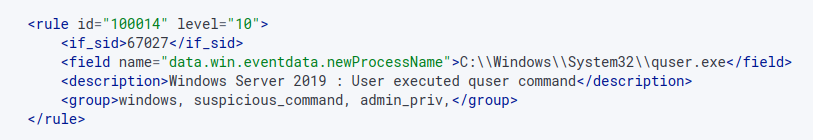 <rule id="100014" level="10">
<if_sid>67027</if_sid>
<field name="data.win.eventdata.newProcessName">C:\\Windows\\System32\\quser.exe</field>
<description>Windows Server 2019 : User executed quser command</description>
<group>windows, suspicious_command, admin_priv,</group>
</rule>